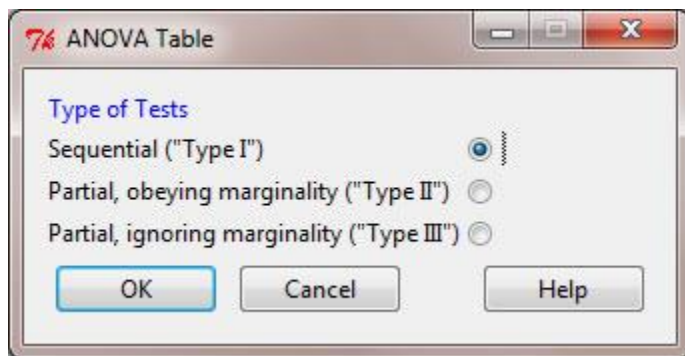 ANOVA Table
Type of Tests
Sequential ("Type I")
Partial, obeying marginality ("Type II")
Partial, ignoring marginality ("Type III")
OK Cancel Help